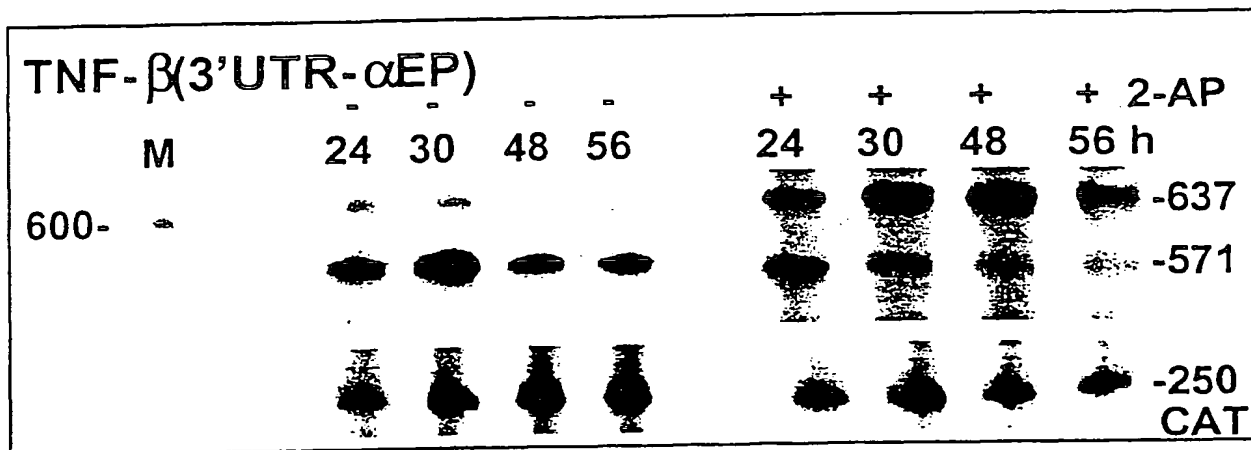 TNF-β(3'UTR-αEP)
- - - - + + + + 2-AP
M 24 30 48 56 24 30 48 56 h
-637
600-
-571
-250
CAT